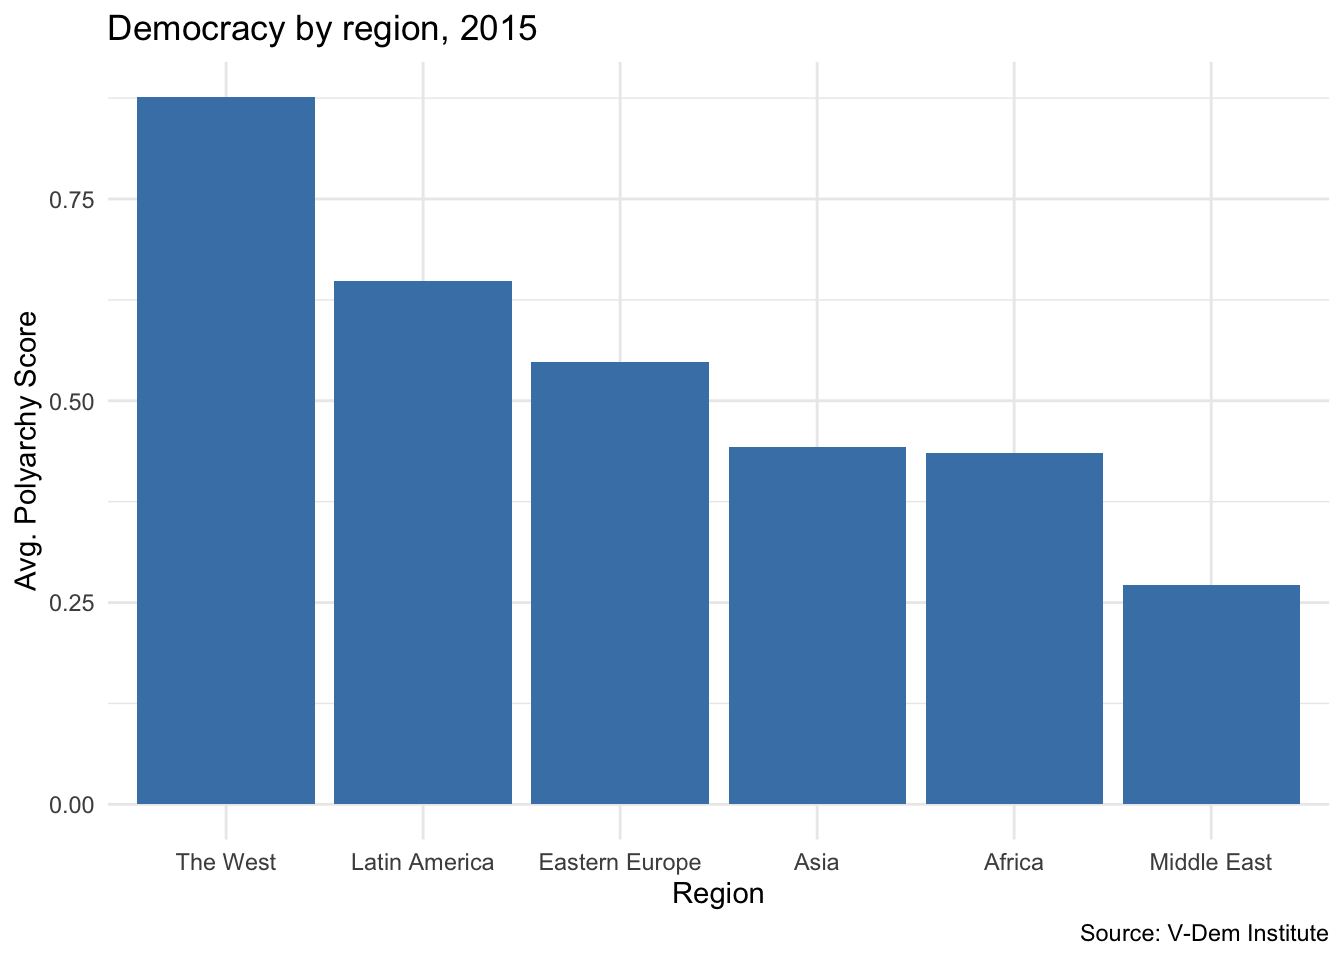 Democracy by region, 2015
Avg. Polyarchy Score
0.75
0.50
0.25
0.00
The West
Latin America
Eastern Europe
Asia
Africa
Middle East
Region
Source: V-Dem Institute